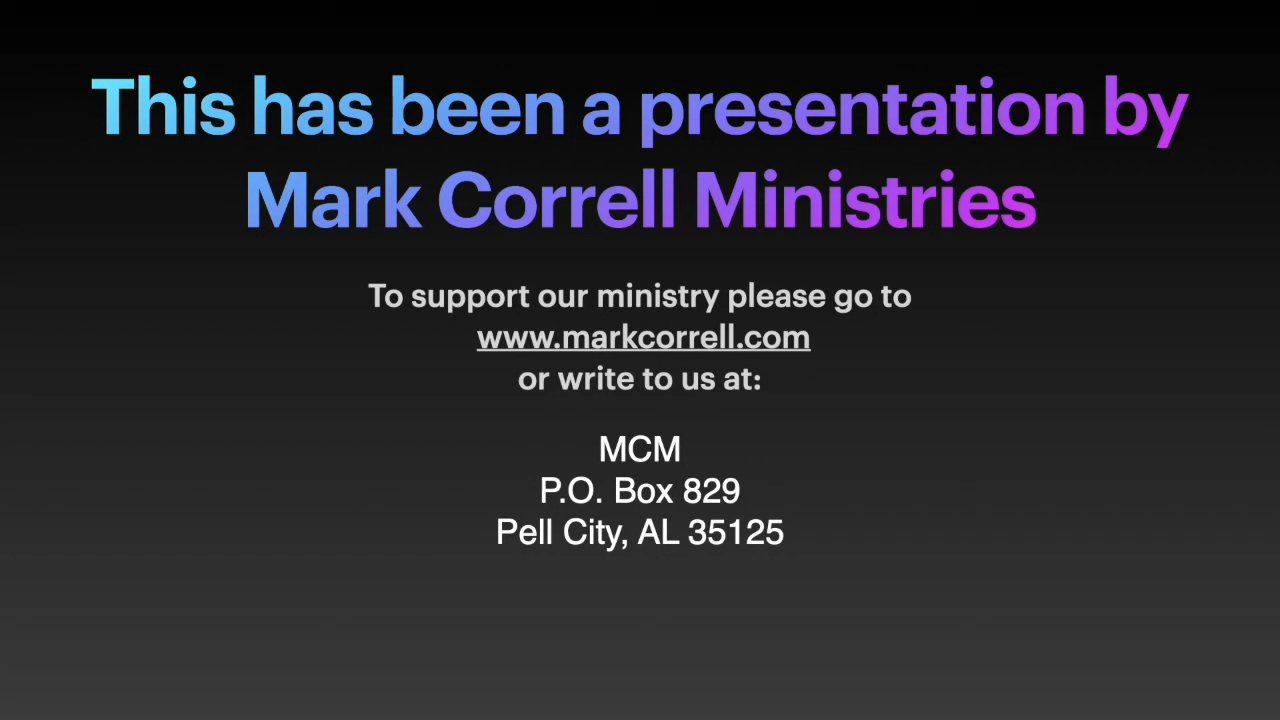 This has been a presentation by
Mark Correll Ministries
To support our ministry please go to
www.markcorrell.com
or write to us at:
MCM
P.O. Box 829
Pell City, AL 35125